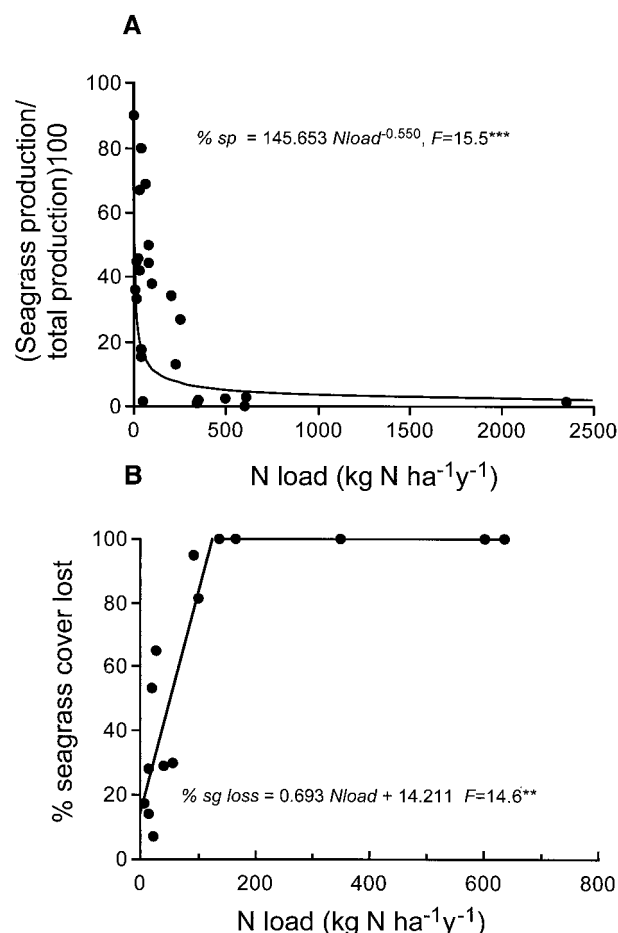 A
(Seagrass production/
total production)100
100
80
60
40
20
0
% sp = 145.653 Nload-0.550, F=15.5***
0 500 1000 1500 2000 2500
N load (kg N ha-1y-1)
B
% seagrass cover lost
100
80
60
40
20
0
% sg loss = 0.693 Nload + 14.211 F=14.6**
0 200 400 600 800
N load (kg N ha-1y-1)